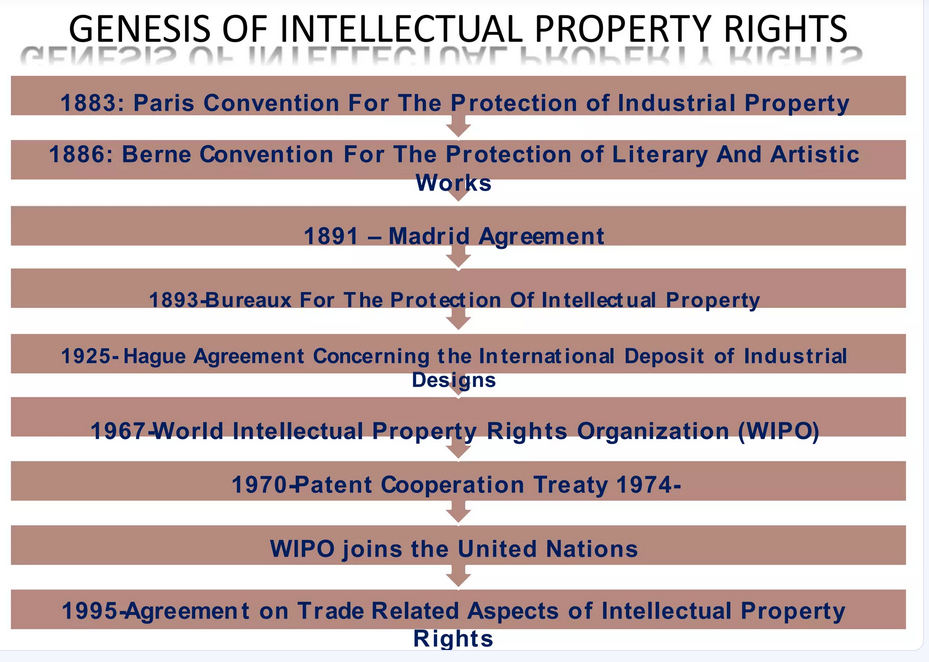 GENESIS OF INTELLECTUAL PROPERTY RIGHTS
1883: Paris Convention For The Protection of Industrial Property
1886: Berne Convention For The Protection of Literary And Artistic
Works
1891 – Madrid Agreement
1893-Bureaux For The Protection Of Intellectual Property
1925- Hague Agreement Concerning the International Deposit of Industrial
Designs
1967-World Intellectual Property Rights Organization (WIPO)
1970-Patent Cooperation Treaty 1974-
WIPO joins the United Nations
1995-Agreement on Trade Related Aspects of Intellectual Property
Rights